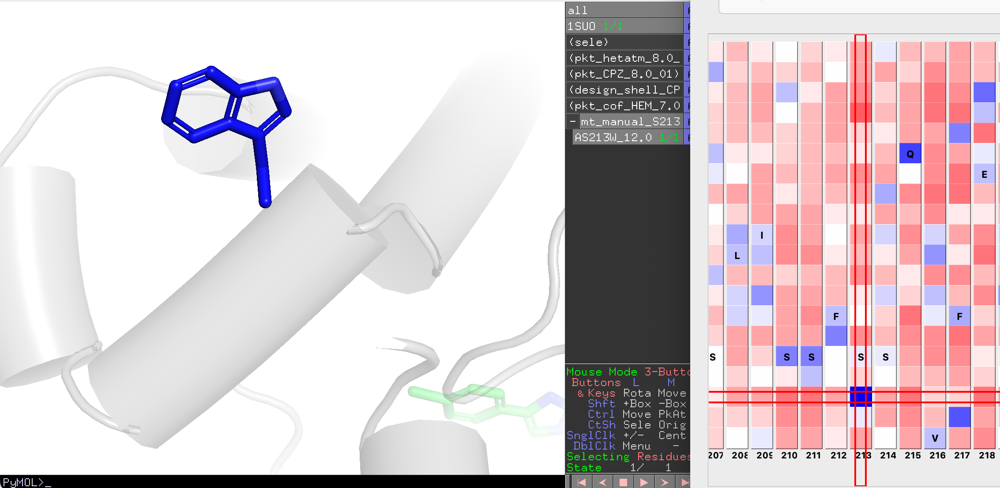 all
1SUO 1/1
(sele)
(pkt_hetatm_8.0_
(pkt_CPZ_8.0_01)
(design_shell_CP
(pkt_cof_HEM_7.0
- mt_manual_S213
AS213W_12.0 1/1
Mouse Mode 3-Butto
Buttons L M
& Keys Rota Move
Shft +Box -Box
Ctrl Move PkAt
CtSh Sele Orig
SnglClk +/- Cent
DblClk Menu -
Selecting Residues
State 1/ 1
PyMOL>_
Q
E
I
L
F F
S S S S S
V
207 208 209 210 211 212 213 214 215 216 217 218